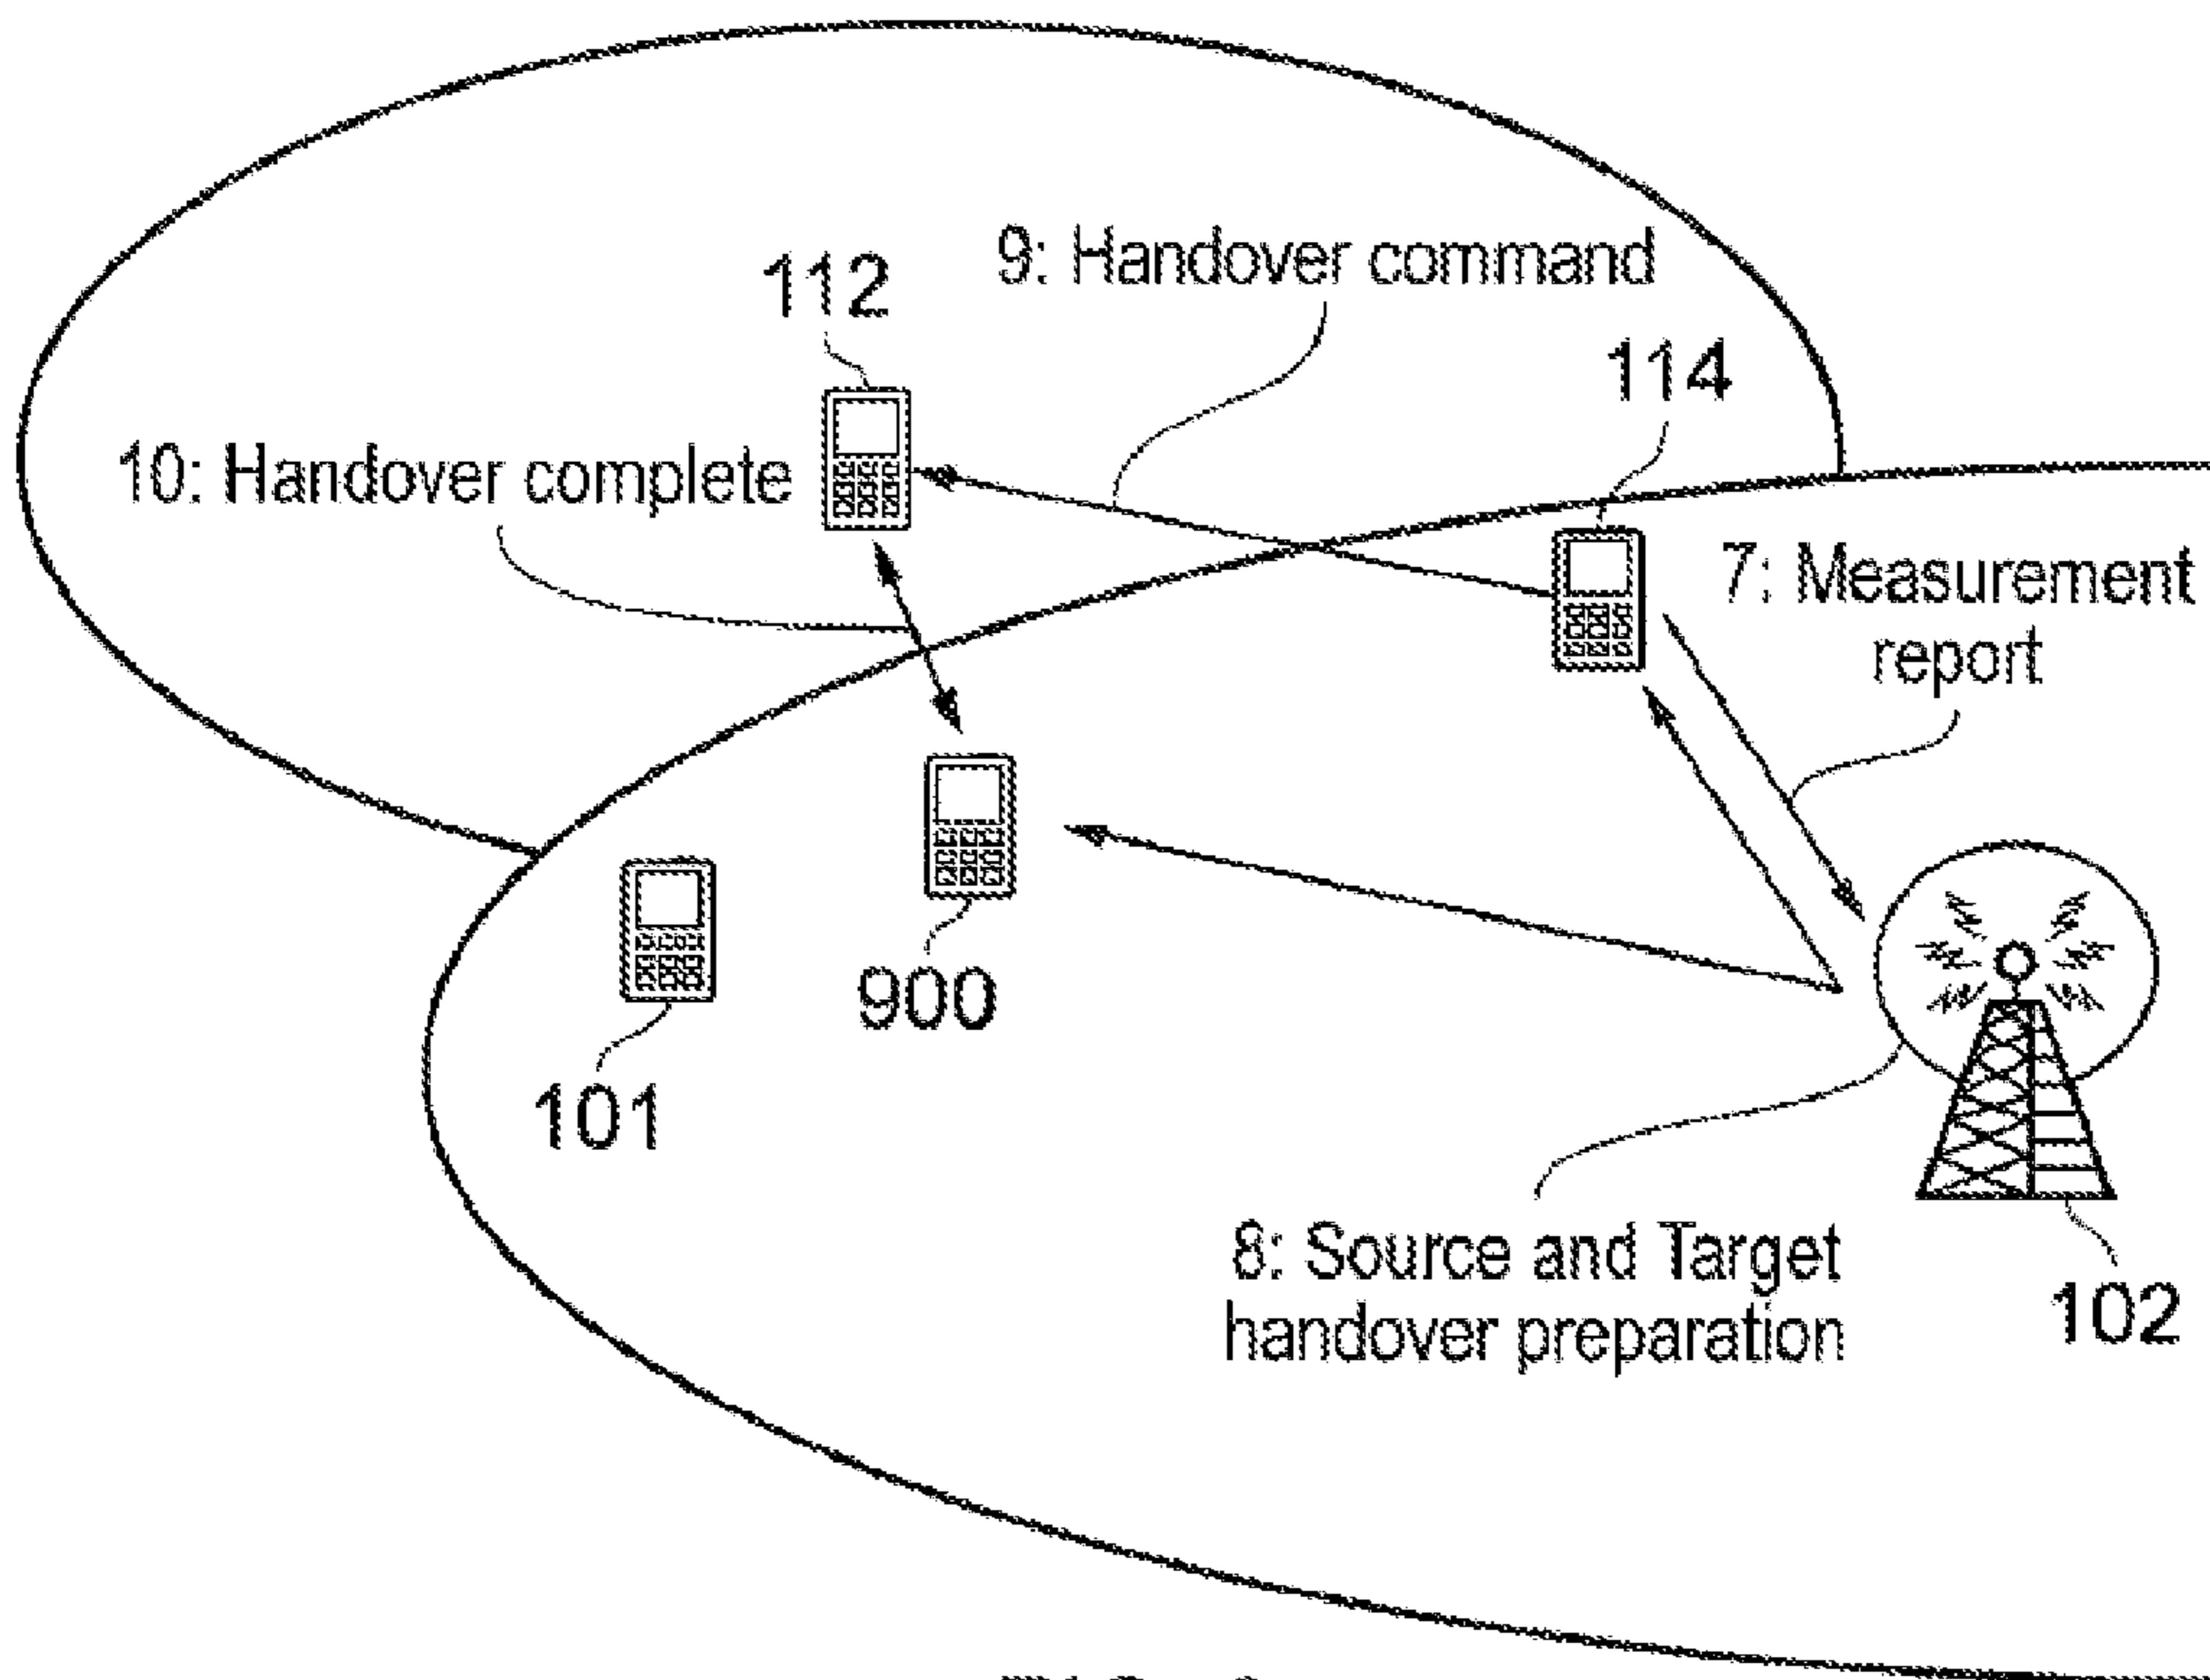 9: Handover command
112
114
10: Handover complete
7: Measurement
report
900
101
8: Source and Target
handover preparation
102